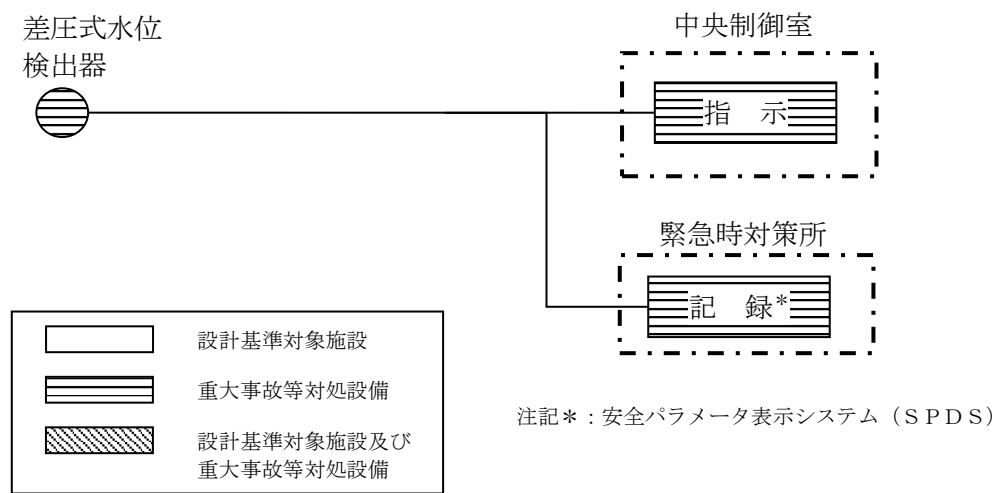 差圧式水位
検出器
中央制御室
指　示
緊急時対策所
記　録*
設計基準対象施設
重大事故等対処設備
設計基準対象施設及び
重大事故等対処設備
注記＊：安全パラメータ表示システム（ＳＰＤＳ）